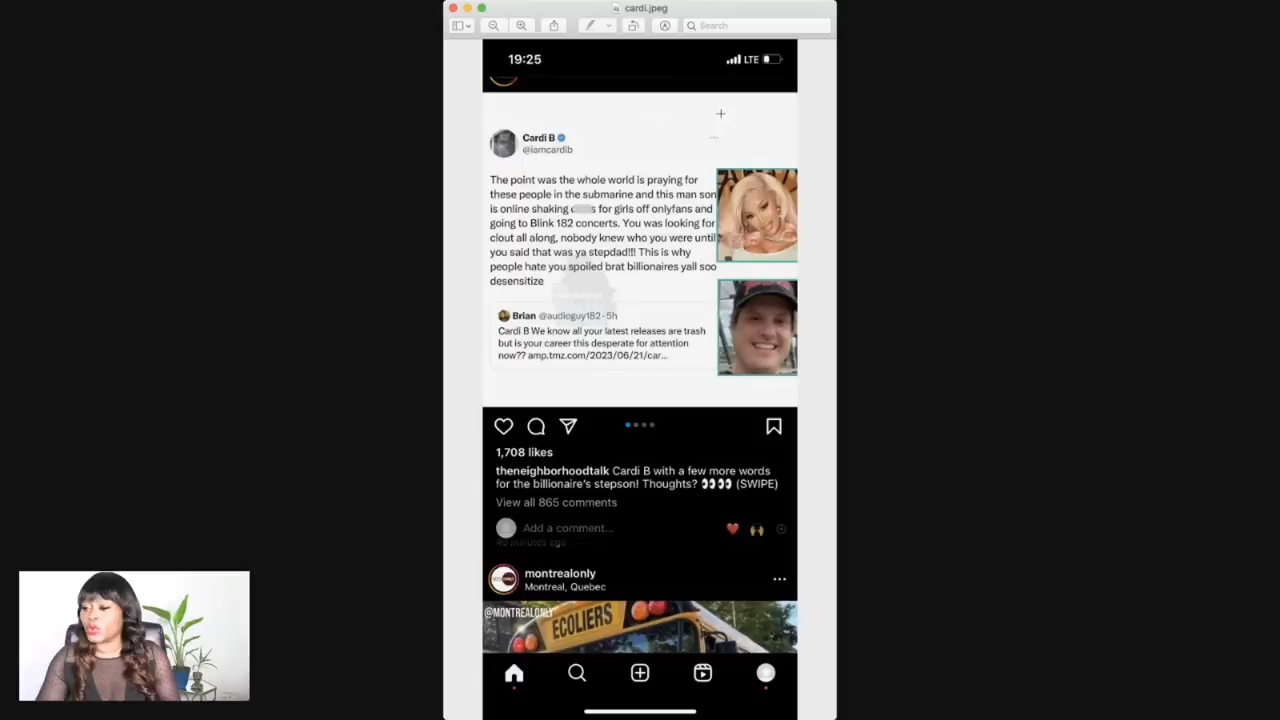 cardi.jpeg
Search
19:25
LTE
Cardi B
@iamcardib
The point was the whole world is praying for
these people in the submarine and this man son
is online shaking s for girls off onlyfans and
going to Blink 182 concerts. You was looking for
clout all along, nobody knew who you were until
you said that was ya stepdad!!! This is why
people hate you spoiled brat billionaires yall soo
desensitize
Brian @audioguy182·5h
Cardi B We know all your latest releases are trash
but is your career this desperate for attention
now?? amp.tmz.com/2023/06/21/car...
1,708 likes
theneighborhoodtalk Cardi B with a few more words
for the billionaire's stepson! Thoughts? 👀👀 (SWIPE)
View all 865 comments
Add a comment...
minutes ago
montrealonly
Montreal, Quebec
@MONTREALONLY
ECOLIERS